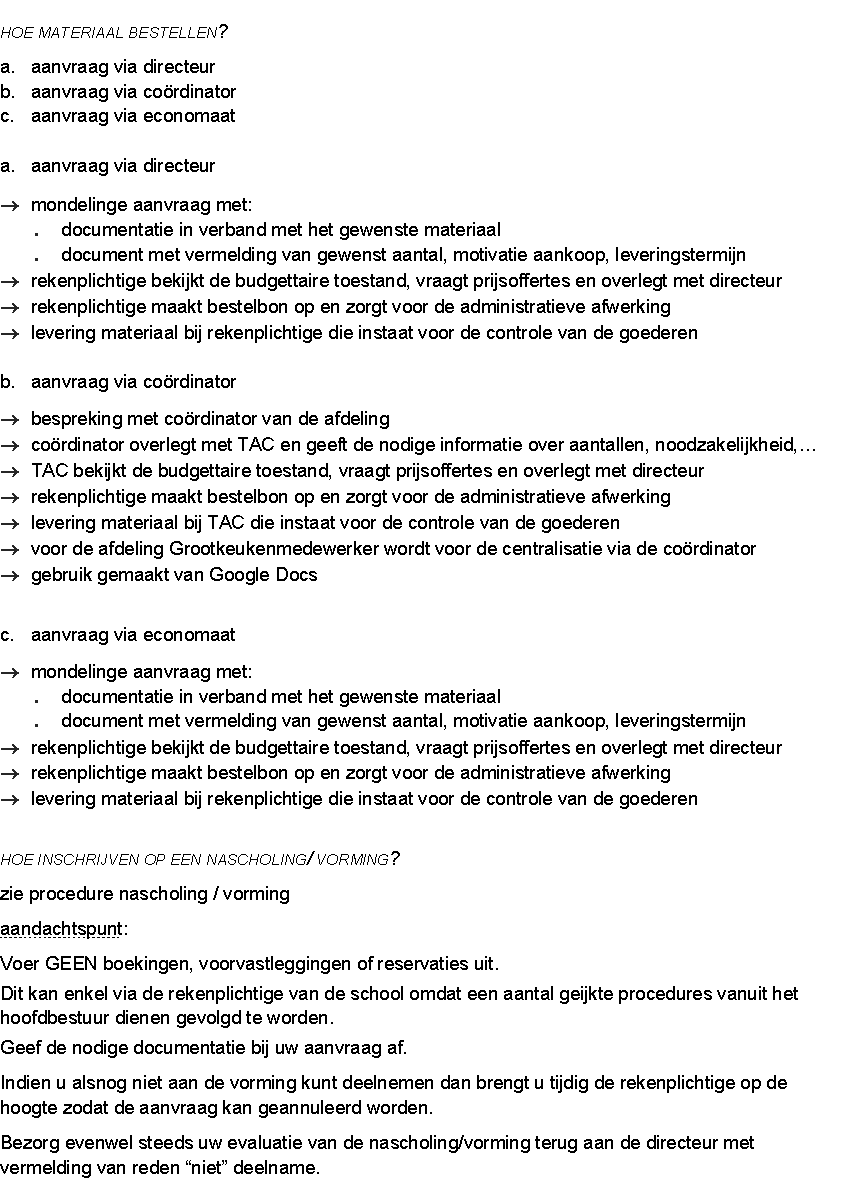 HOE MATERIAAL BESTELLEN?
a. aanvraag via directeur
b. aanvraag via coördinator
c. aanvraag via economaat
a. aanvraag via directeur
→ mondelinge aanvraag met:
. documentatie in verband met het gewenste materiaal
. document met vermelding van gewenst aantal, motivatie aankoop, leveringstermijn
→ rekenplichtige bekijkt de budgettaire toestand, vraagt prijsoffertes en overlegt met directeur
→ rekenplichtige maakt bestelbon op en zorgt voor de administratieve afwerking
→ levering materiaal bij rekenplichtige die instaat voor de controle van de goederen
b. aanvraag via coördinator
→ bespreking met coördinator van de afdeling
→ coördinator overlegt met TAC en geeft de nodige informatie over aantallen, noodzakelijkheid,…
→ TAC bekijkt de budgettaire toestand, vraagt prijsoffertes en overlegt met directeur
→ rekenplichtige maakt bestelbon op en zorgt voor de administratieve afwerking
→ levering materiaal bij TAC die instaat voor de controle van de goederen
→ voor de afdeling Grootkeukenmedewerker wordt voor de centralisatie via de coördinator
→ gebruik gemaakt van Google Docs
c. aanvraag via economaat
→ mondelinge aanvraag met:
. documentatie in verband met het gewenste materiaal
. document met vermelding van gewenst aantal, motivatie aankoop, leveringstermijn
→ rekenplichtige bekijkt de budgettaire toestand, vraagt prijsoffertes en overlegt met directeur
→ rekenplichtige maakt bestelbon op en zorgt voor de administratieve afwerking
→ levering materiaal bij rekenplichtige die instaat voor de controle van de goederen
HOE INSCHRIJVEN OP EEN NASCHOLING/VORMING?
zie procedure nascholing / vorming
aandachtspunt:
Voer GEEN boekingen, voorvastleggingen of reservaties uit.
Dit kan enkel via de rekenplichtige van de school omdat een aantal geijkte procedures vanuit het
hoofdbestuur dienen gevolgd te worden.
Geef de nodige documentatie bij uw aanvraag af.
Indien u alsnog niet aan de vorming kunt deelnemen dan brengt u tijdig de rekenplichtige op de
hoogte zodat de aanvraag kan geannuleerd worden.
Bezorg evenwel steeds uw evaluatie van de nascholing/vorming terug aan de directeur met
vermelding van reden “niet” deelname.